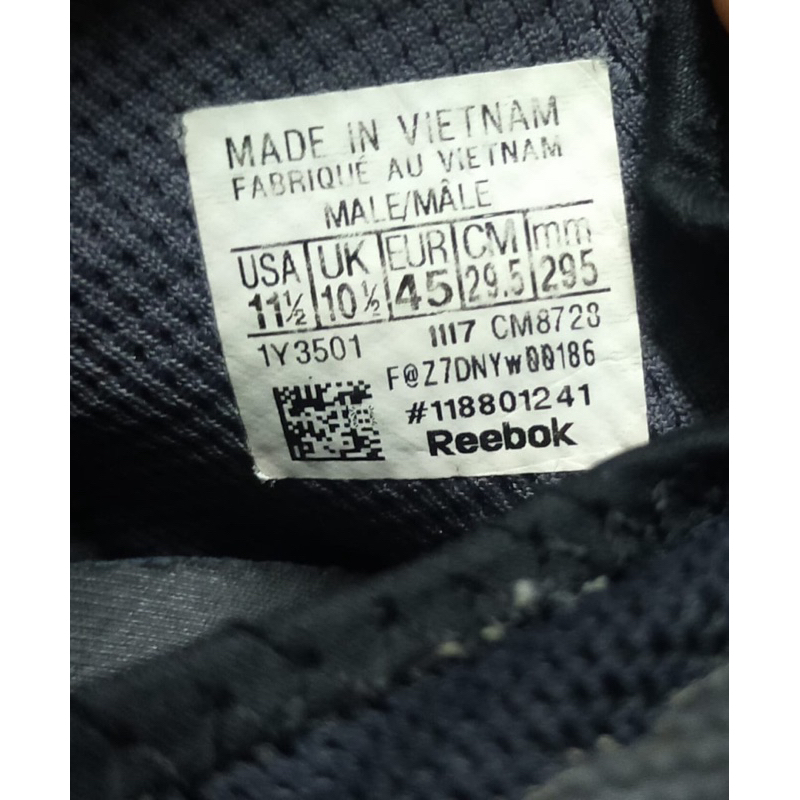 MADE IN VIETNAM
FABRIQUÉ AU VIETNAM
MALE/MÂLE
USA UK EUR CM mm
11½ 10½ 45 29.5 295
1Y3501 1117 CM8723
F@Z7DNYW00186
#118801241
Reebok